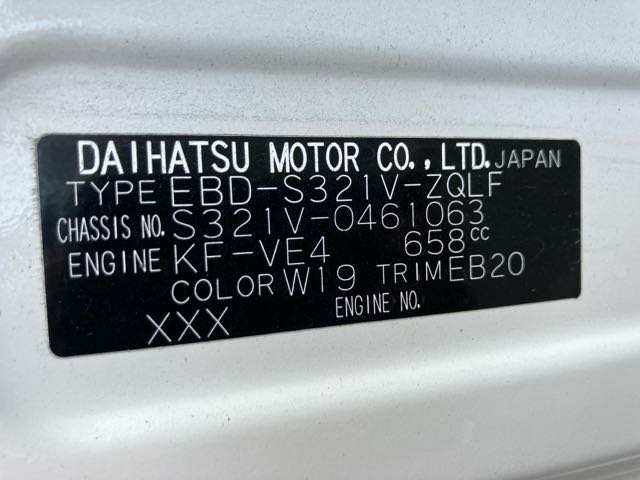 DAIHATSU MOTOR CO.,LTD. JAPAN
TYPE EBD-S321V-ZQLF
CHASSIS NO. S321V-0461063
ENGINE KF-VE4 658cc
COLOR W19 TRIM EB20
ENGINE NO.
XXX